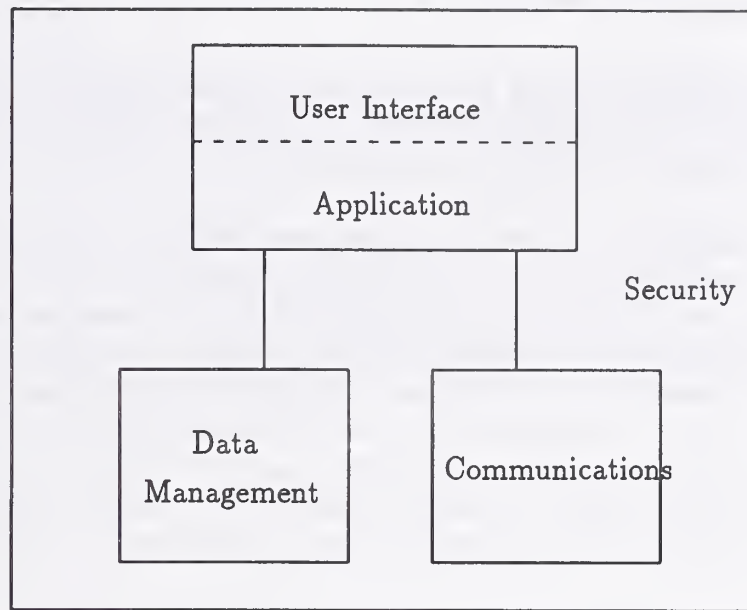 User Interface
Application
Security
Data
Management
Communications